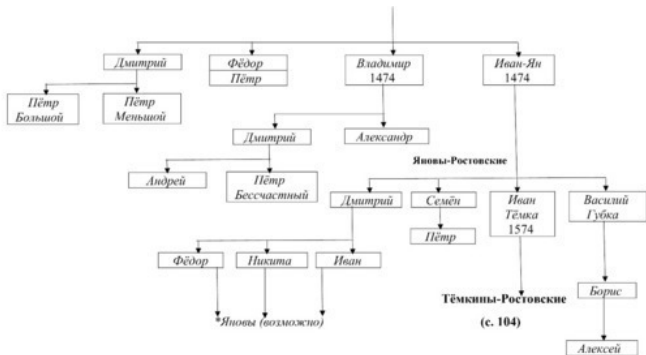 Дмитрий
Фёдор
Пётр
Владимир
1474
Иван-Ян
1474
Пётр
Большой
Пётр
Меньшой
Дмитрий
Александр
Яновы-Ростовские
Андрей
Пётр
Бессчастный
Дмитрий
Семён
Иван
Тёмка
1574
Василий
Губка
Пётр
Фёдор
Никита
Иван
Борис
Тёмкины-Ростовские
*Яновы (возможно)
(с. 104)
Алексей